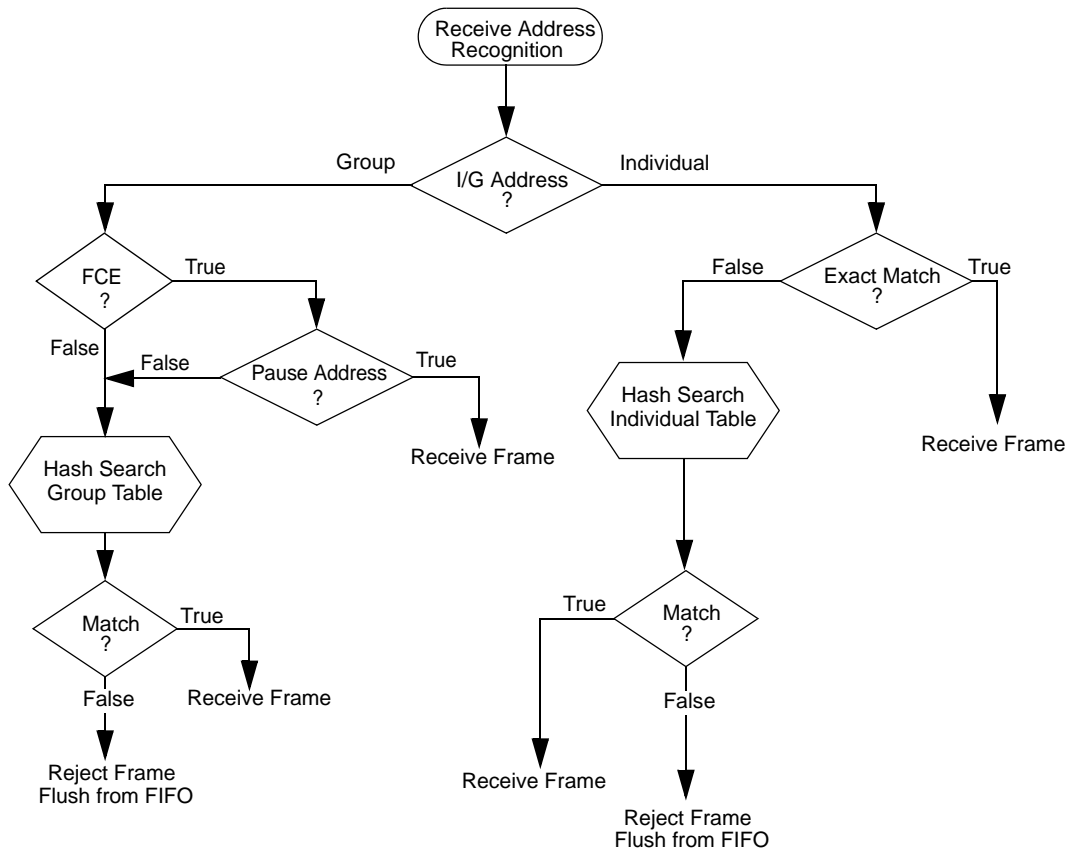 Receive Address
Recognition
Group
I/G Address
?
Individual
FCE
?
True
False
False
Pause Address
?
True
Receive Frame
Hash Search
Group Table
Match
?
True
Receive Frame
False
Reject Frame
Flush from FIFO
False
Exact Match
?
True
Receive Frame
Hash Search
Individual Table
True
Match
?
Receive Frame
False
Reject Frame
Flush from FIFO